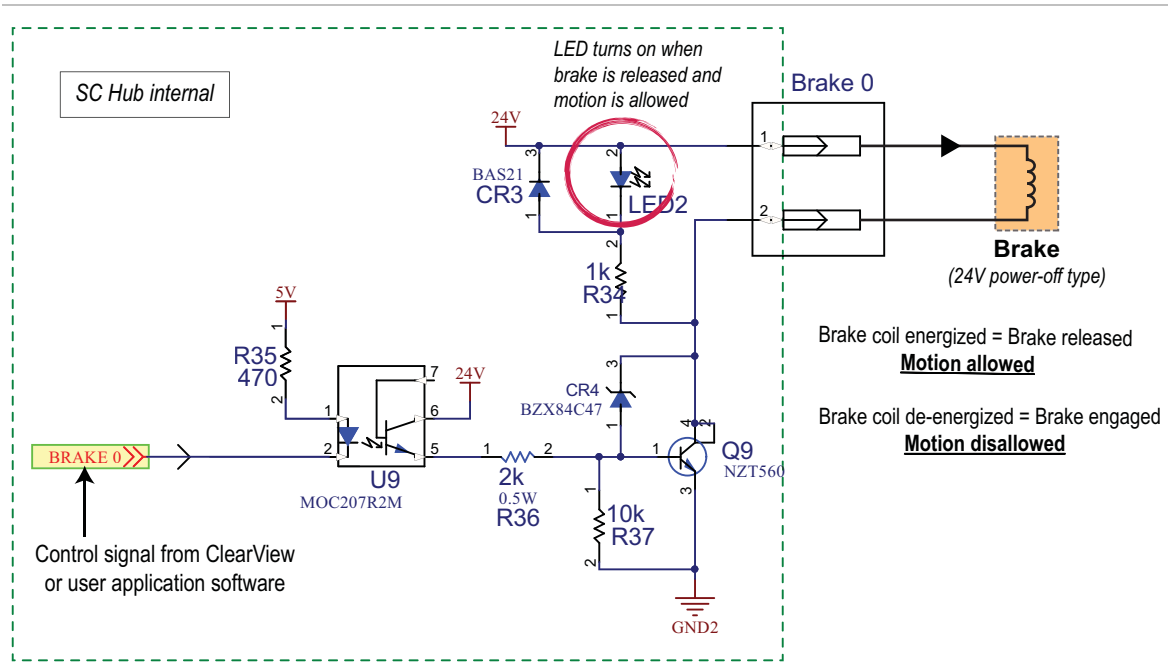 SC Hub internal
LED turns on when
brake is released and
motion is allowed
Brake 0
24V
3
2
1
BAS21
CR3
LED2
1
1
2
2
1k
R34
1
Brake
(24V power-off type)
5V
1
R35
470
2
7
24V
3
CR4
BZX84C47
1
Brake coil energized = Brake released
Motion allowed
Brake coil de-energized = Brake engaged
Motion disallowed
1
6
4
2
BRAKE 0
2
5
1
2
1
Q9
NZT560
U9
MOC207R2M
2k
0.5W
R36
1
3
10k
R37
2
Control signal from ClearView
or user application software
GND2